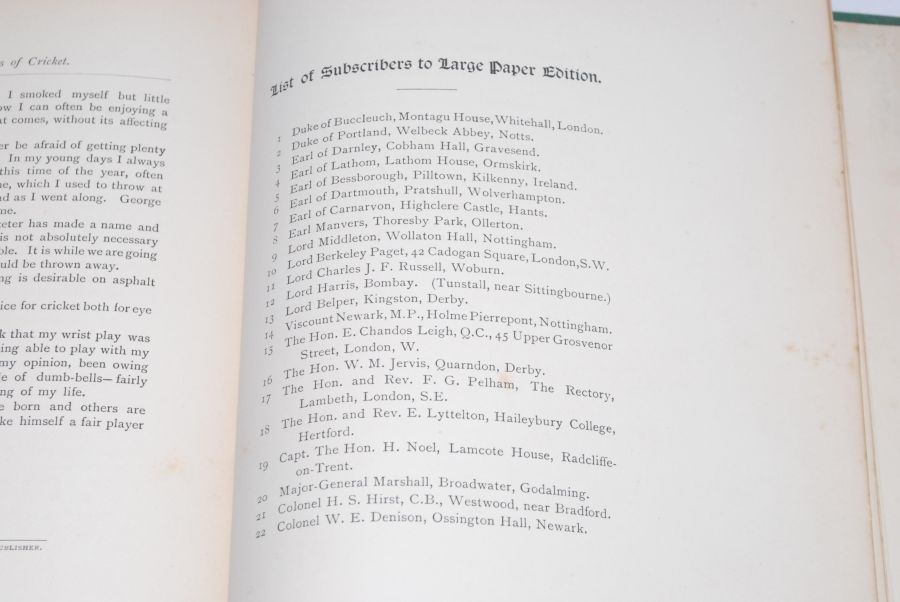 s of Cricket.
I smoked myself but little
ow I can often be enjoying a
at comes, without its affecting
er be afraid of getting plenty
In my young days I always
this time of the year, often
ne, which I used to throw at
nd as I went along. George
me.
keter has made a name and
is not absolutely necessary
ble. It is while we are going
ould be thrown away.
ng is desirable on asphalt
ice for cricket both for eye
k that my wrist play was
eing able to play with my
my opinion, been owing
le of dumb-bells—fairly
ng of my life.
e born and others are
ke himself a fair player
UBLISHER.
List of Subscribers to Large Paper Edition.
1 Duke of Buccleuch, Montagu House, Whitehall, London.
2 Duke of Portland, Welbeck Abbey, Notts.
3 Earl of Darnley, Cobham Hall, Gravesend.
4 Earl of Lathom, Lathom House, Ormskirk.
5 Earl of Bessborough, Pilltown, Kilkenny, Ireland.
6 Earl of Dartmouth, Pratshull, Wolverhampton.
7 Earl of Carnarvon, Highclere Castle, Hants.
8 Earl Manvers, Thoresby Park, Ollerton.
9 Lord Middleton, Wollaton Hall, Nottingham.
10 Lord Berkeley Paget, 42 Cadogan Square, London, S.W.
11 Lord Charles J. F. Russell, Woburn.
12 Lord Harris, Bombay. (Tunstall, near Sittingbourne.)
13 Lord Belper, Kingston, Derby.
14 Viscount Newark, M.P., Holme Pierrepont, Nottingham.
15 The Hon. E. Chandos Leigh, Q.C., 45 Upper Grosvenor
Street, London, W.
16 The Hon. W. M. Jervis, Quarndon, Derby.
17 The Hon. and Rev. F. G. Pelham, The Rectory,
Lambeth, London, S.E.
18 The Hon. and Rev. E. Lyttelton, Haileybury College,
Hertford.
19 Capt. The Hon. H. Noel, Lamcote House, Radcliffe-
on-Trent.
20 Major-General Marshall, Broadwater, Godalming.
21 Colonel H. S. Hirst, C.B., Westwood, near Bradford.
22 Colonel W. E. Denison, Ossington Hall, Newark.